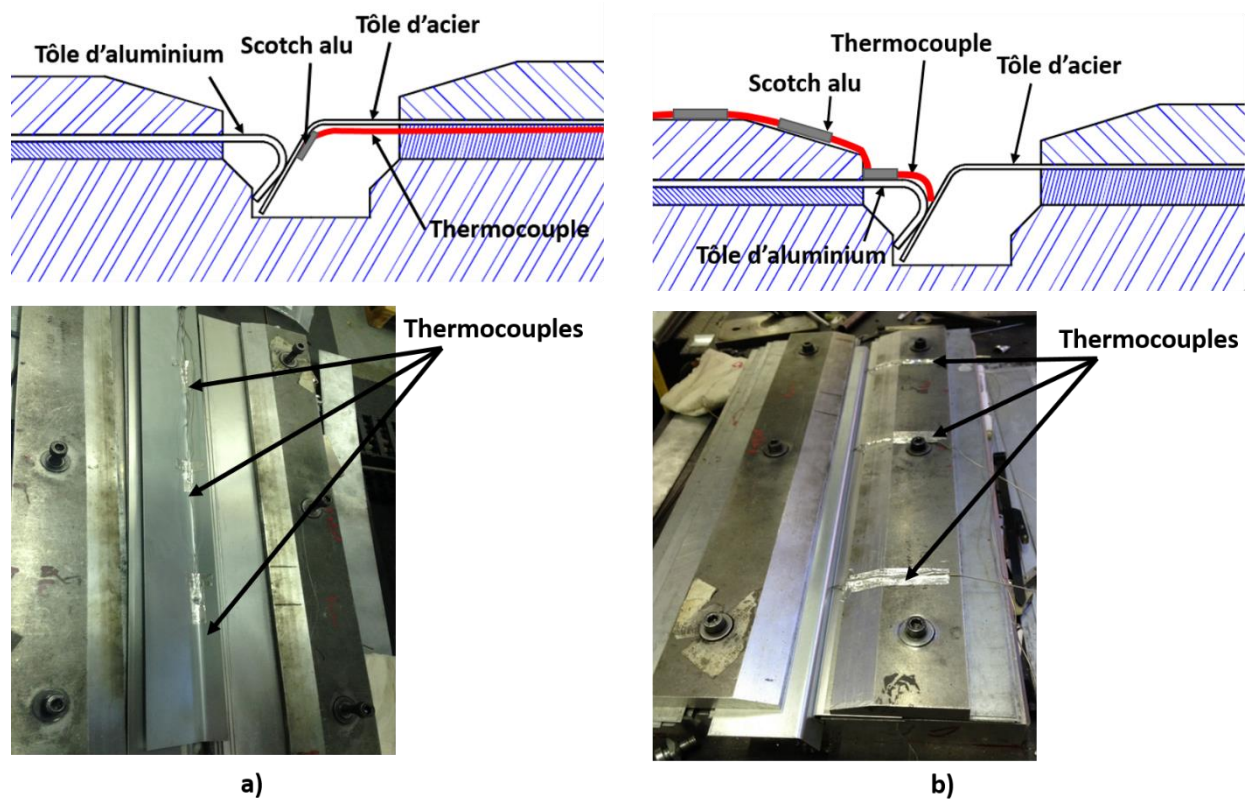 Tôle d'aluminium
Scotch alu
Tôle d'acier
Thermocouple
Thermocouple
Scotch alu
Tôle d'acier
Tôle d'aluminium
Thermocouples
Thermocouples
a)
b)